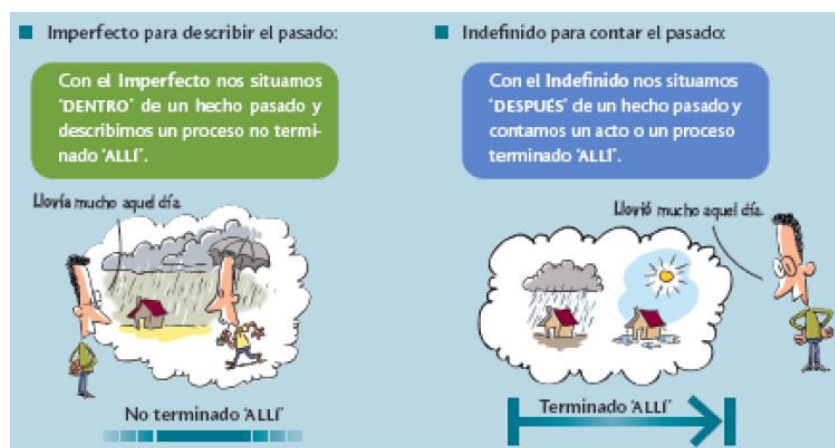 ■ Imperfecto para describir el pasado:
Con el Imperfecto nos situamos
"DENTRO" de un hecho pasado y
describimos un proceso no termi-
nado "ALLÍ".
Llovía mucho aquel día.
No terminado "ALLÍ"
■ Indefinido para contar el pasado:
Con el Indefinido nos situamos
"DESPUÉS" de un hecho pasado y
contamos un acto o un proceso
terminado "ALLÍ".
Llovió mucho aquel día.
Terminado "ALLÍ"